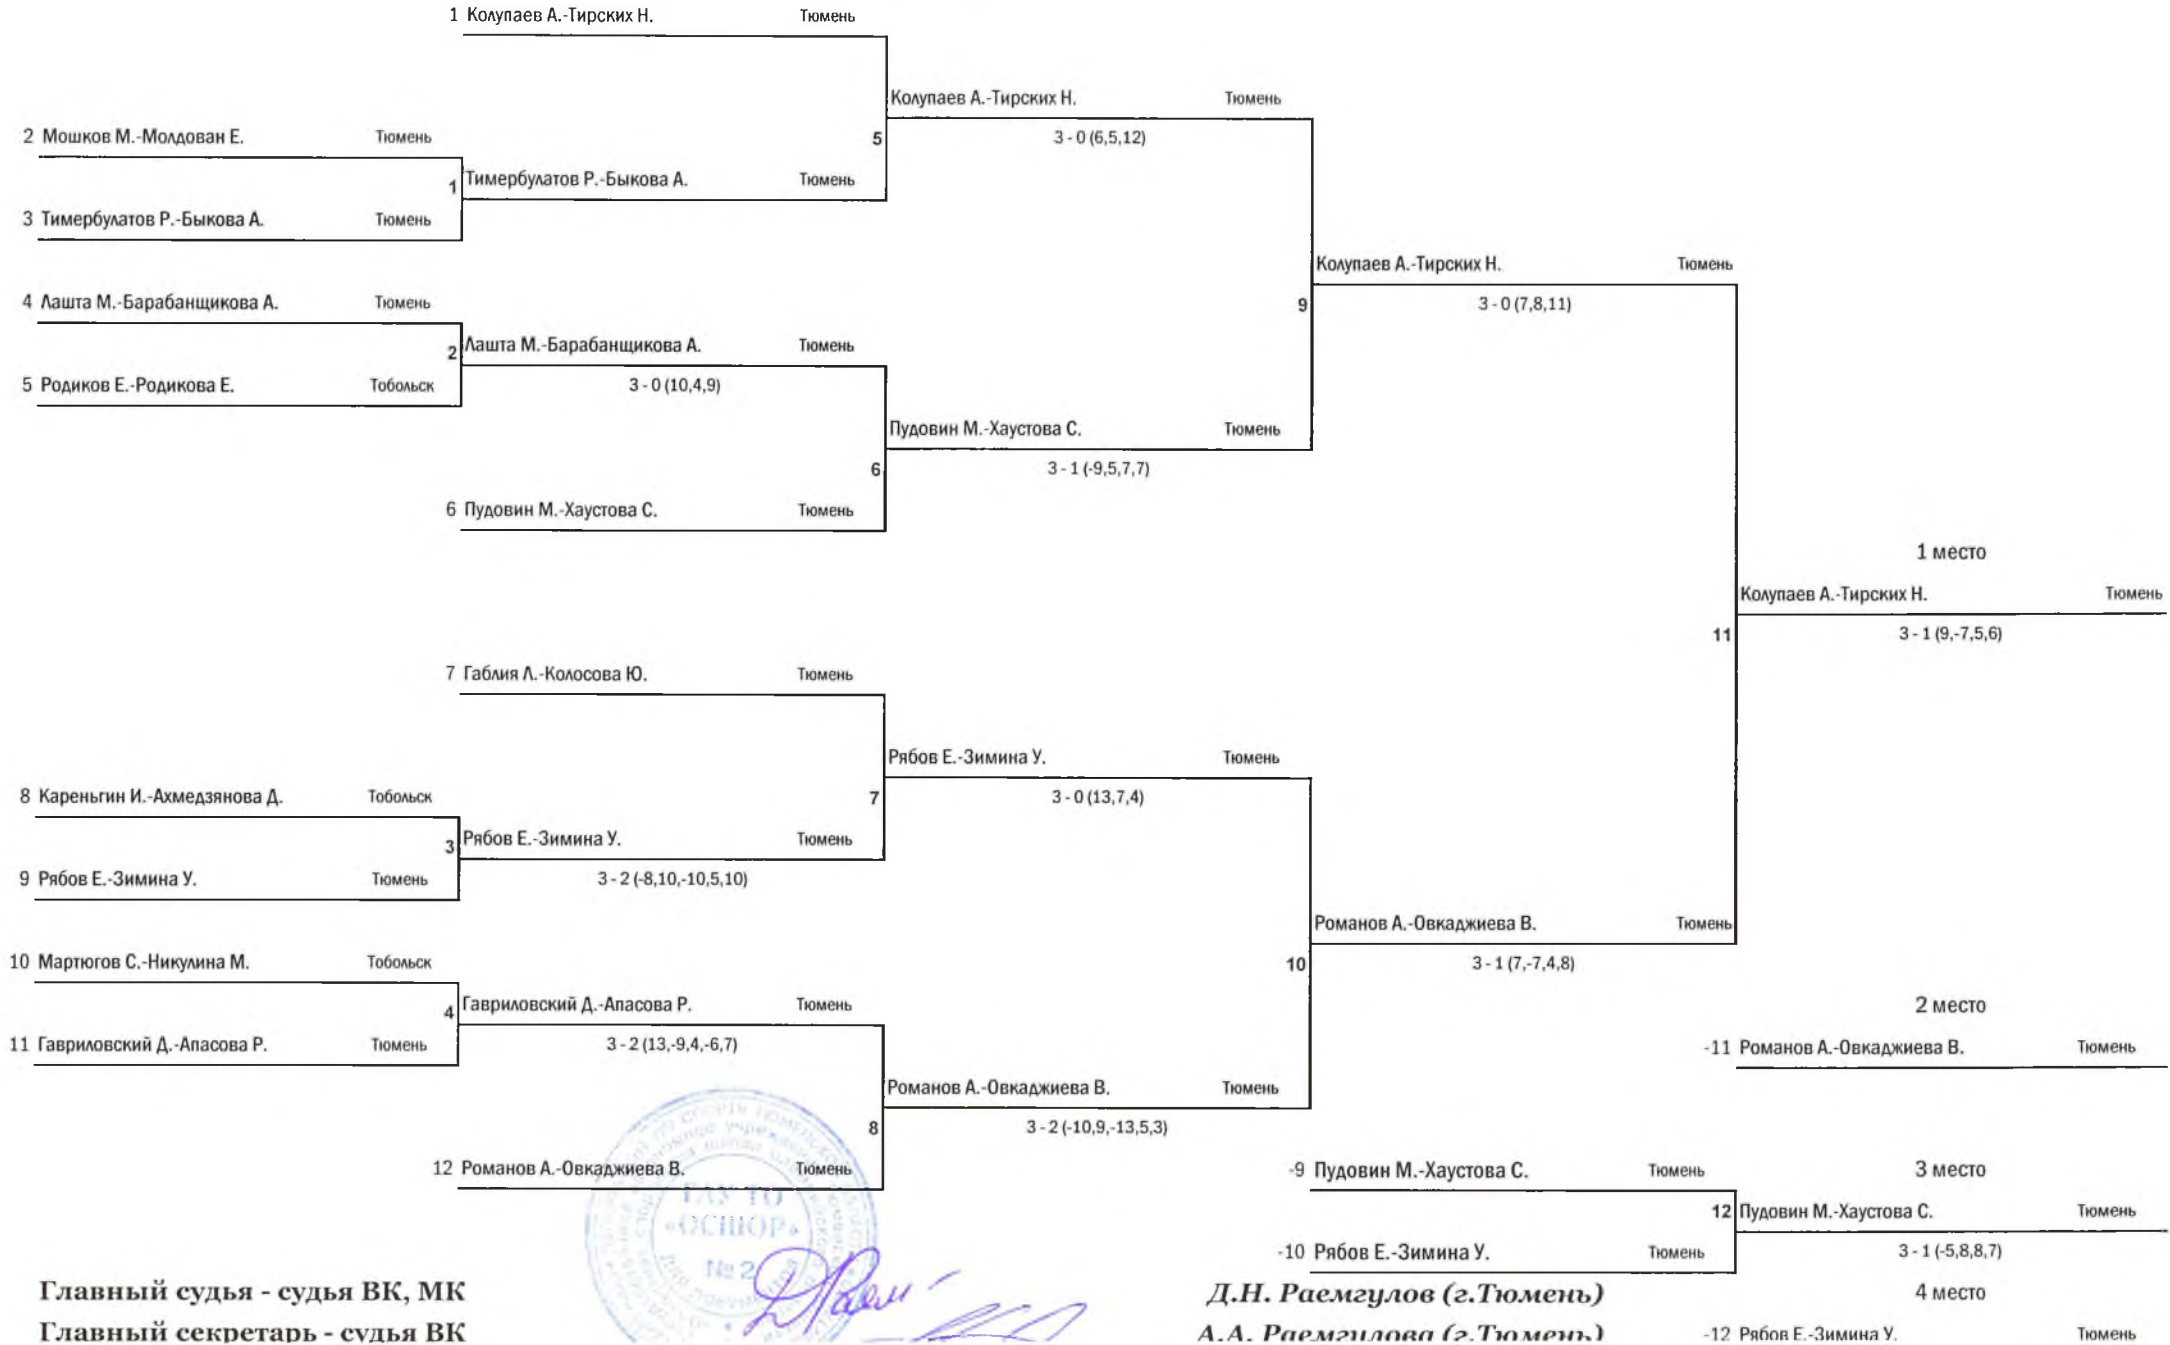 1 Колупаев А.-Тирских Н. Тюмень
Колупаев А.-Тирских Н. Тюмень
2 Мошков М.-Молдован Е. Тюмень
5
3 - 0 (6,5,12)
1
Тимербулатов Р.-Быкова А. Тюмень
3 Тимербулатов Р.-Быкова А. Тюмень
Колупаев А.-Тирских Н. Тюмень
4 Лашта М.-Барабанщикова А. Тюмень
9
3 - 0 (7,8,11)
2
Лашта М.-Барабанщикова А. Тюмень
5 Родиков Е.-Родикова Е. Тобольск
3 - 0 (10,4,9)
Пудовин М.-Хаустова С. Тюмень
6
3 - 1 (-9,5,7,7)
6 Пудовин М.-Хаустова С. Тюмень
1 место
Колупаев А.-Тирских Н. Тюмень
11
3 - 1 (9,-7,5,6)
7 Габлия Л.-Колосова Ю. Тюмень
Рябов Е.-Зимина У. Тюмень
8 Кареньгин И.-Ахмедзянова Д. Тобольск
7
3 - 0 (13,7,4)
3
Рябов Е.-Зимина У. Тюмень
9 Рябов Е.-Зимина У. Тюмень
3 - 2 (-8,10,-10,5,10)
Романов А.-Овкаджиева В. Тюмень
10 Мартюгов С.-Никулина М. Тобольск
10
3 - 1 (7,-7,4,8)
4
Гавриловский Д.-Апасова Р. Тюмень
2 место
11 Гавриловский Д.-Апасова Р. Тюмень
3 - 2 (13,-9,4,-6,7)
-11 Романов А.-Овкаджиева В. Тюмень
Романов А.-Овкаджиева В. Тюмень
8
3 - 2 (-10,9,-13,5,3)
12 Романов А.-Овкаджиева В. Тюмень
-9 Пудовин М.-Хаустова С. Тюмень
3 место
ГАУ ТО
«ОСШОР»
№ 2
12
Пудовин М.-Хаустова С. Тюмень
-10 Рябов Е.-Зимина У. Тюмень
3 - 1 (-5,8,8,7)
Главный судья - судья ВК, МК Д.Н. Раемгулов (г.Тюмень)
4 место
Главный секретарь - судья ВК А.А. Раемгулова (г.Тюмень)
-12 Рябов Е.-Зимина У. Тюмень